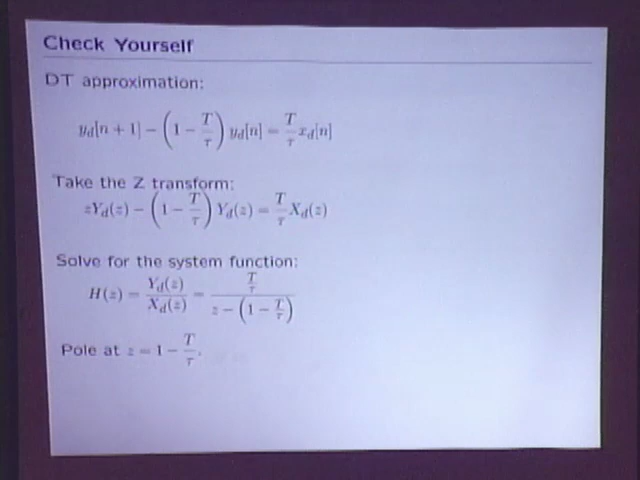 Check Yourself
DT approximation:
y_d[n + 1] − (1 − T/τ) y_d[n] = T/τ x_d[n]
Take the Z transform:
zY_d(z) − (1 − T/τ) Y_d(z) = T/τ X_d(z)
Solve for the system function:
H(z) = Y_d(z)/X_d(z) = (T/τ)/(z − (1 − T/τ))
Pole at z = 1 − T/τ.